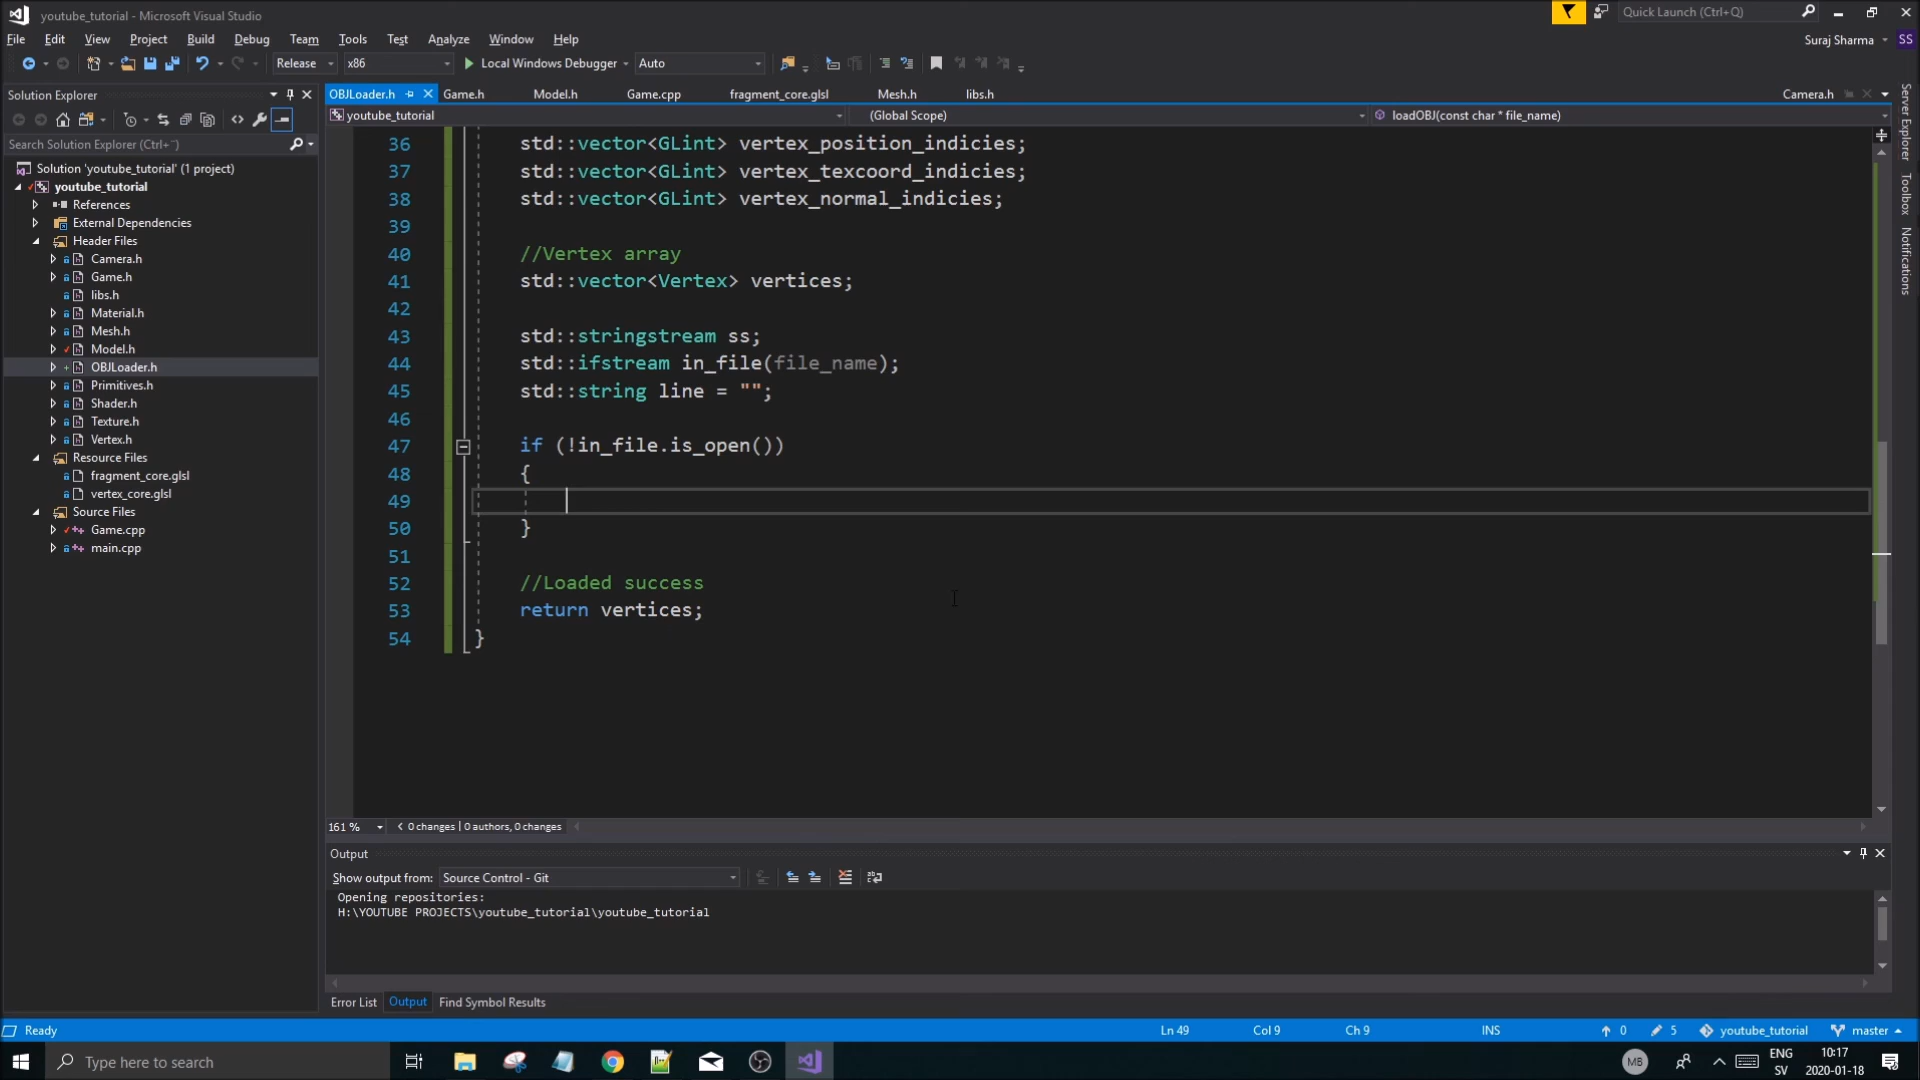 youtube_tutorial - Microsoft Visual Studio
Quick Launch (Ctrl+Q)
File Edit View Project Build Debug Team Tools Test Analyze Window Help
Suraj Sharma SS
Release x86 Local Windows Debugger Auto
Solution Explorer
OBJLoader.h Game.h Model.h Game.cpp fragment_core.glsl Mesh.h libs.h Camera.h
youtube_tutorial (Global Scope) loadOBJ(const char * file_name)
Search Solution Explorer (Ctrl+¨)
Solution 'youtube_tutorial' (1 project)
youtube_tutorial
References
External Dependencies
Header Files
Camera.h
Game.h
libs.h
Material.h
Mesh.h
Model.h
OBJLoader.h
Primitives.h
Shader.h
Texture.h
Vertex.h
Resource Files
fragment_core.glsl
vertex_core.glsl
Source Files
Game.cpp
main.cpp
36 std::vector<GLint> vertex_position_indicies;
37 std::vector<GLint> vertex_texcoord_indicies;
38 std::vector<GLint> vertex_normal_indicies;
39
40 //Vertex array
41 std::vector<Vertex> vertices;
42
43 std::stringstream ss;
44 std::ifstream in_file(file_name);
45 std::string line = "";
46
47 if (!in_file.is_open())
48 {
49
50 }
51
52 //Loaded success
53 return vertices;
54 }
Server Explorer
Toolbox
Notifications
161 % 0 changes | 0 authors, 0 changes
Output
Show output from: Source Control - Git
Opening repositories:
H:\YOUTUBE PROJECTS\youtube_tutorial\youtube_tutorial
Error List Output Find Symbol Results
Ready Ln 49 Col 9 Ch 9 INS 0 5 youtube_tutorial master
Type here to search
MB
ENG
SV
10:17
2020-01-18